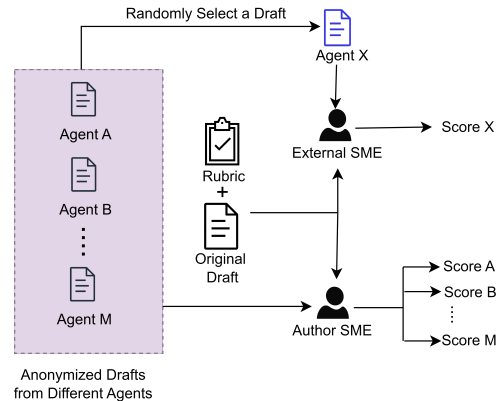 Randomly Select a Draft
Agent X
Agent A
Agent B
Agent M
Rubric
+
Original
Draft
External SME
Score X
Author SME
Score A
Score B
Score M
Anonymized Drafts
from Different Agents